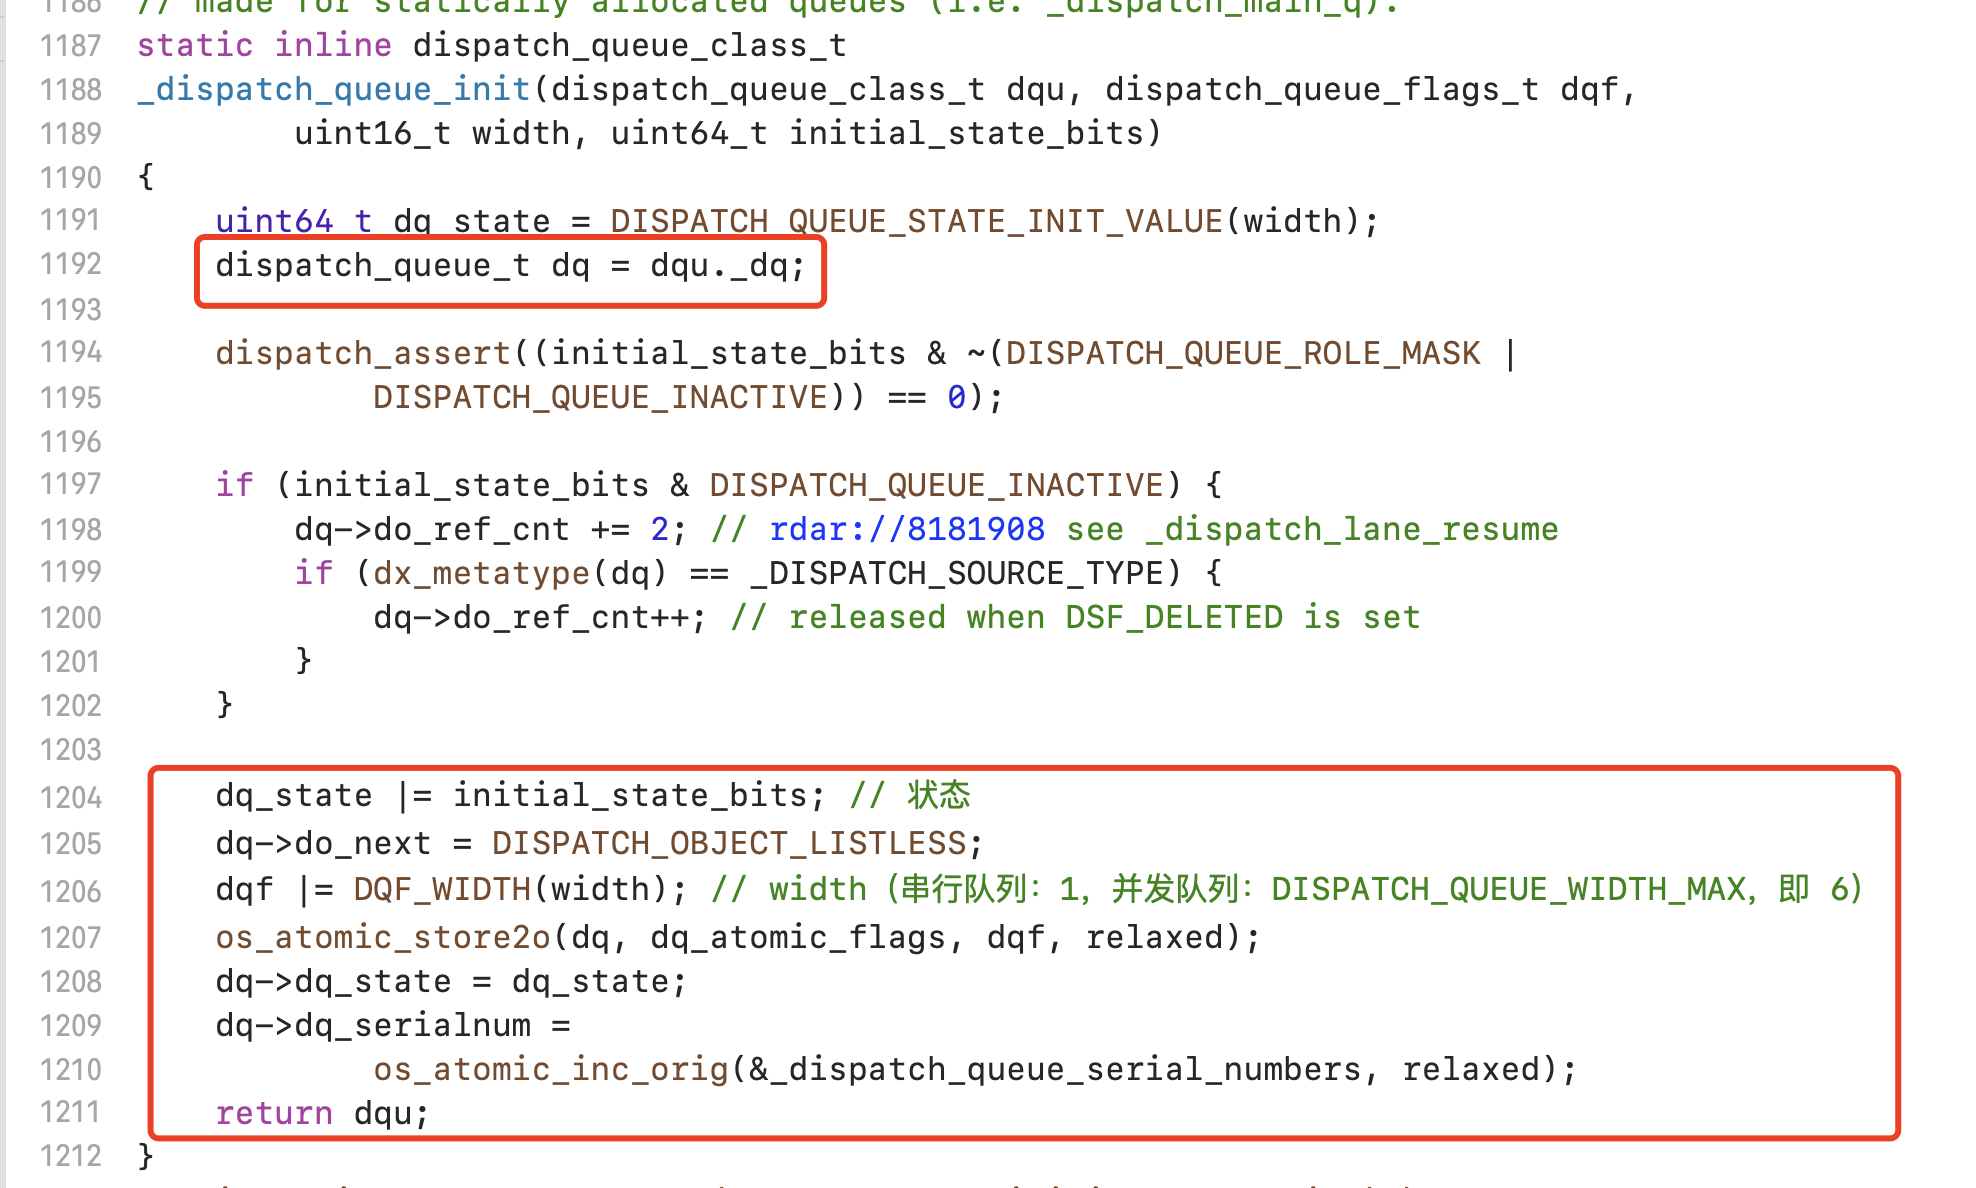 1186 // made for statically allocated queues (i.e. _dispatch_main_q).
1187 static inline dispatch_queue_class_t
1188 _dispatch_queue_init(dispatch_queue_class_t dqu, dispatch_queue_flags_t dqf,
1189 uint16_t width, uint64_t initial_state_bits)
1190 {
1191 uint64_t dq_state = DISPATCH_QUEUE_STATE_INIT_VALUE(width);
1192 dispatch_queue_t dq = dqu._dq;
1193
1194 dispatch_assert((initial_state_bits & ~(DISPATCH_QUEUE_ROLE_MASK |
1195 DISPATCH_QUEUE_INACTIVE)) == 0);
1196
1197 if (initial_state_bits & DISPATCH_QUEUE_INACTIVE) {
1198 dq->do_ref_cnt += 2; // rdar://8181908 see _dispatch_lane_resume
1199 if (dx_metatype(dq) == _DISPATCH_SOURCE_TYPE) {
1200 dq->do_ref_cnt++; // released when DSF_DELETED is set
1201 }
1202 }
1203
1204 dq_state |= initial_state_bits; // 状态
1205 dq->do_next = DISPATCH_OBJECT_LISTLESS;
1206 dqf |= DQF_WIDTH(width); // width（串行队列：1，并发队列：DISPATCH_QUEUE_WIDTH_MAX，即 6）
1207 os_atomic_store2o(dq, dq_atomic_flags, dqf, relaxed);
1208 dq->dq_state = dq_state;
1209 dq->dq_serialnum =
1210 os_atomic_inc_orig(&_dispatch_queue_serial_numbers, relaxed);
1211 return dqu;
1212 }